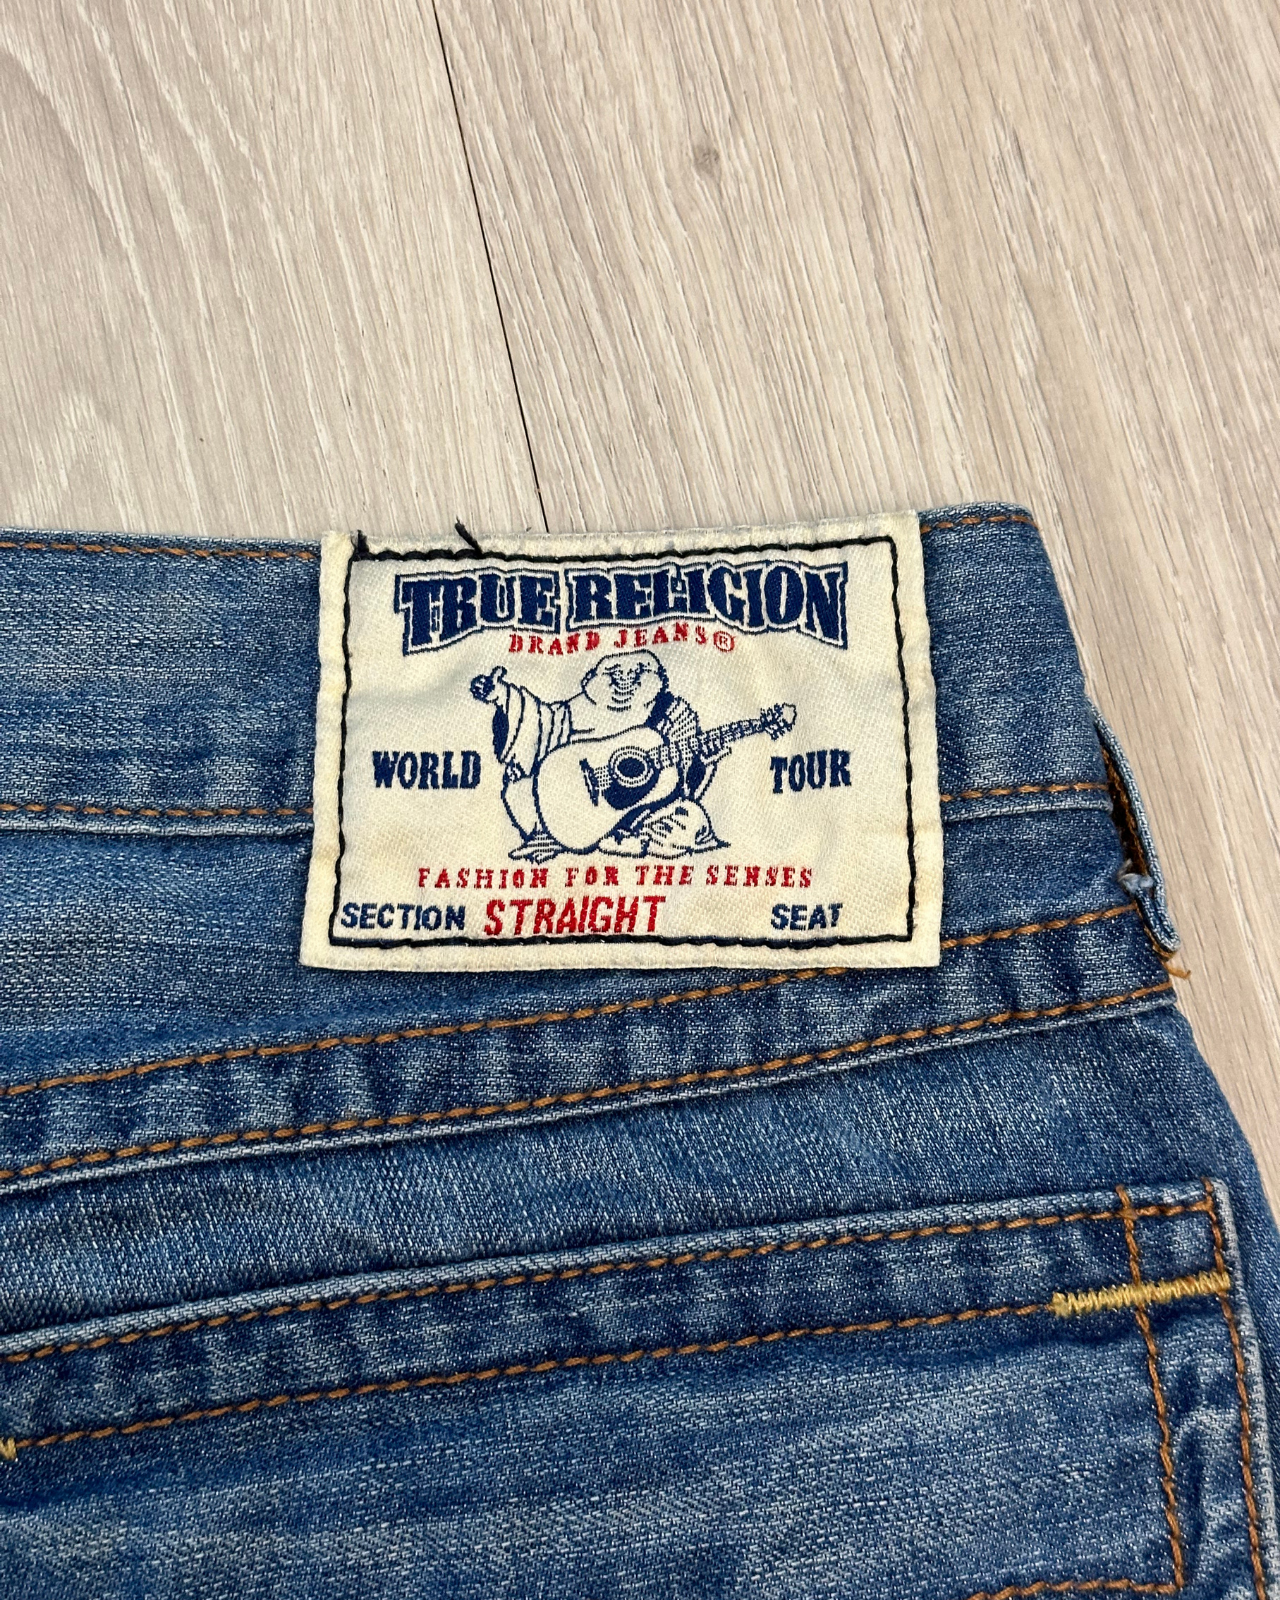 TRUE RELIGION
BRAND JEANS®
WORLD TOUR
FASHION FOR THE SENSES
SECTION STRAIGHT SEAT